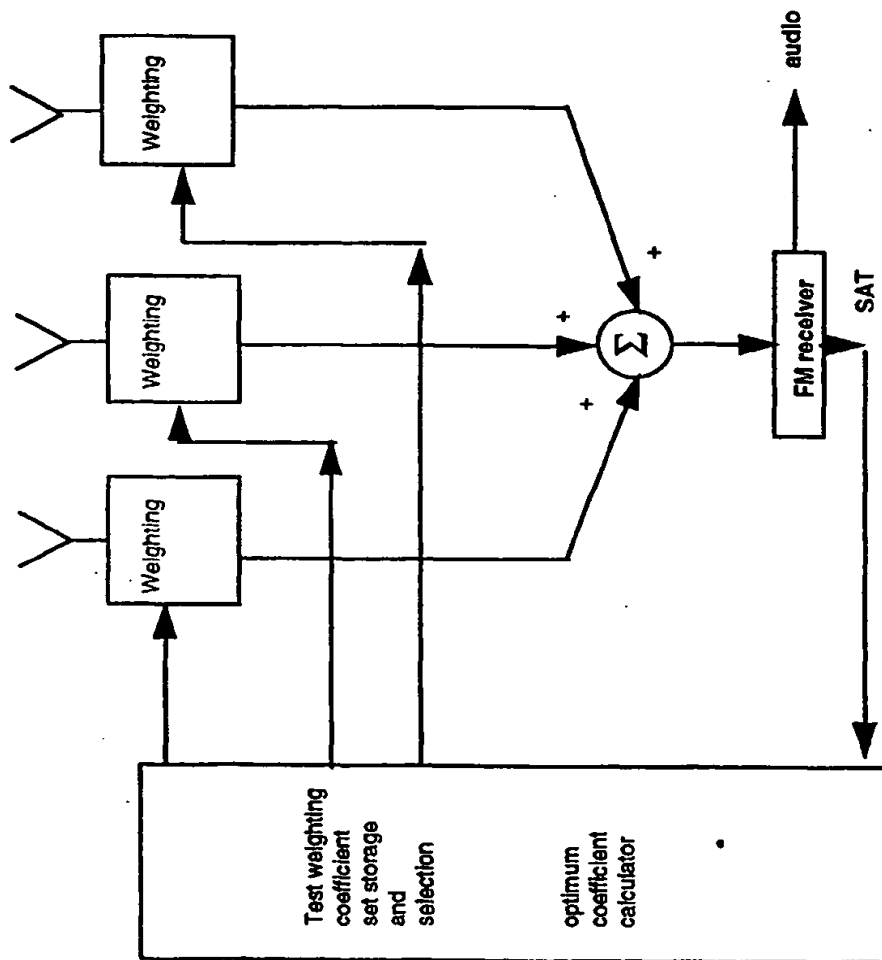 Weighting
Weighting
Weighting
Test weighting
coefficient
set storage
and
selection
optimum
coefficient
calculator
+
+
+
Σ
FM receiver
audio
SAT